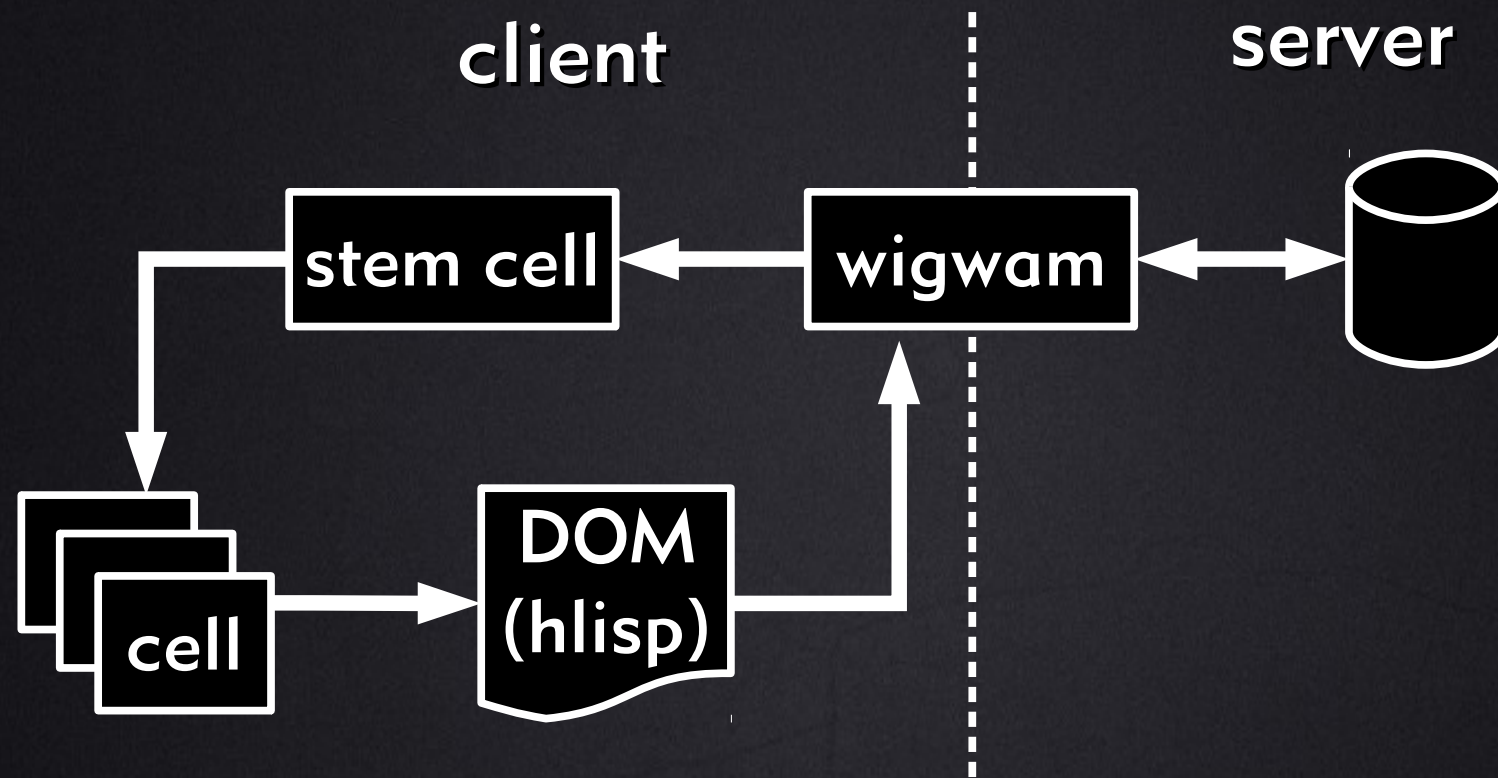 client
server
stem cell
wigwam
cell
DOM
(hlisp)